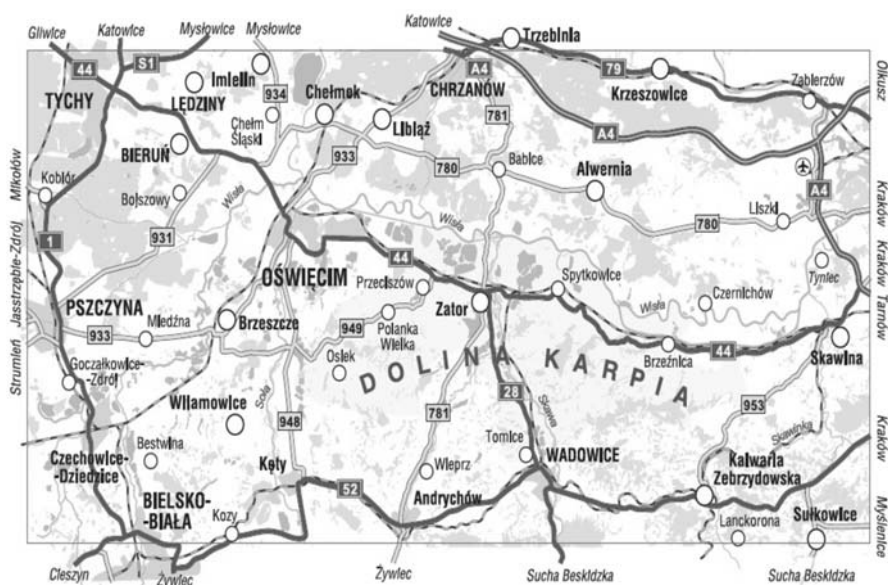 Katowice
Gliwice
Katowice
Mysłowice
Mysłowice
Trzebinia
44
S1
A4
79
Imielin
Olkusz
TYCHY
LĘDZINY
934
Chełmek
CHRZANÓW
Krzeszowice
Zabierzów
781
Chełm
Śląski
Libiąż
A4
BIERUŃ
933
780
Babice
Alwernia
Mikołów
Kobiór
Bojszowy
Wisła
A4
Kraków
Wisła
780
Liszki
1
931
Kraków
44
OŚWIĘCIM
Jasstrzębie-Zdrój
Przeciszów
Spytkowice
Tyniec
Tarnów
PSZCZYNA
Zator
Wisła
Czernichów
Brzeszcze
949
Polanka
Wielka
933
Miedźna
Brzeźnica
44
Skawina
Strumień
Osiek
DOLINA KARPIA
Goczałkowice-
-Zdrój
28
953
Wilamowice
Soła
948
781
Skawa
Skawinka
Kraków
Bestwina
Tomice
Czechowice-
-Dziedzice
Kęty
Wieprz
WADOWICE
Kalwaria
Zebrzydowska
52
Andrychów
BIELSKO-
-BIAŁA
Kozy
Lanckorona
Sułkowice
Myślenice
Cieszyn
Żywiec
Żywiec
Sucha Beskidzka
Sucha Beskidzka